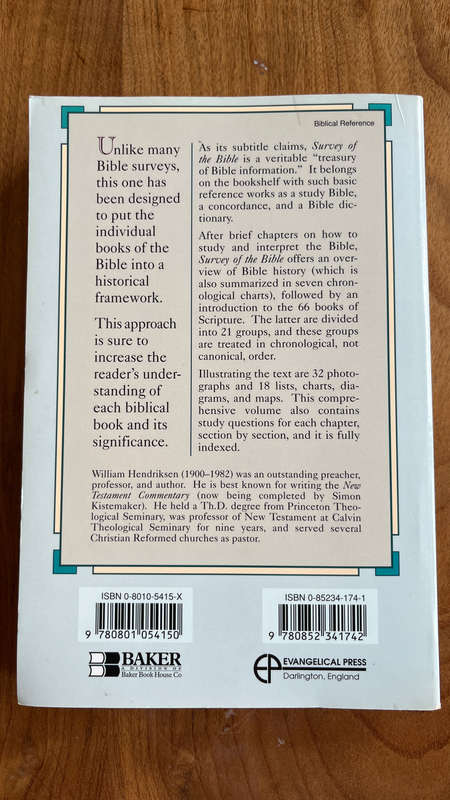 Biblical Reference
Unlike many
Bible surveys,
this one has
been designed
to put the
individual
books of the
Bible into a
historical
framework.
This approach
is sure to
increase the
reader's under-
standing of
each biblical
book and its
significance.
As its subtitle claims, Survey of
the Bible is a veritable "treasury
of Bible information." It belongs
on the bookshelf with such basic
reference works as a study Bible,
a concordance, and a Bible dic-
tionary.
After brief chapters on how to
study and interpret the Bible,
Survey of the Bible offers an over-
view of Bible history (which is
also summarized in seven chron-
ological charts), followed by an
introduction to the 66 books of
Scripture. The latter are divided
into 21 groups, and these groups
are treated in chronological, not
canonical, order.
Illustrating the text are 32 photo-
graphs and 18 lists, charts, dia-
grams, and maps. This compre-
hensive volume also contains
study questions for each chapter,
section by section, and it is fully
indexed.
William Hendriksen (1900–1982) was an outstanding preacher,
professor, and author. He is best known for writing the New
Testament Commentary (now being completed by Simon
Kistemaker). He held a Th.D. degree from Princeton Theo-
logical Seminary, was professor of New Testament at Calvin
Theological Seminary for nine years, and served several
Christian Reformed churches as pastor.
ISBN 0-8010-5415-X
9 780801 054150
BAKER
A DIVISION OF
Baker Book House Co
ISBN 0-85234-174-1
9 780852 341742
EP
EVANGELICAL PRESS
Darlington, England